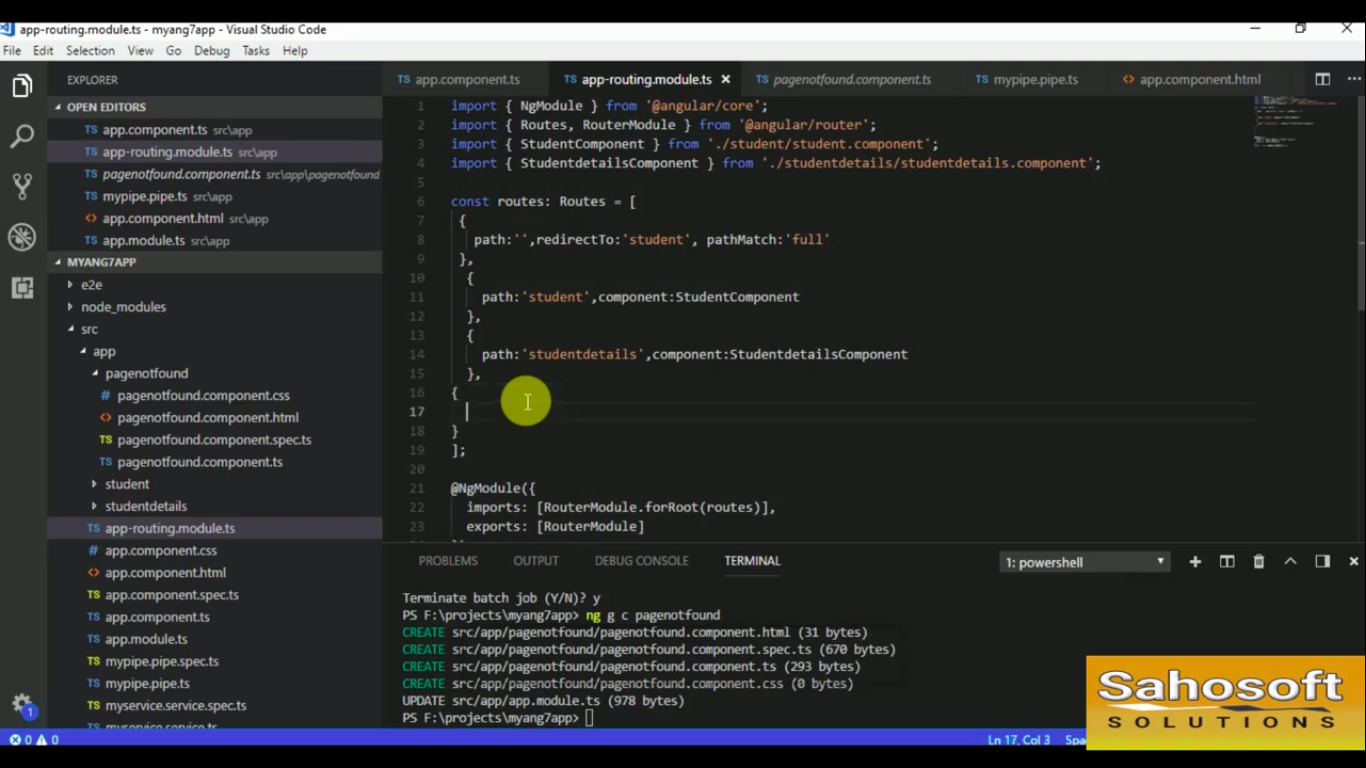 app-routing.module.ts - myang7app - Visual Studio Code
File Edit Selection View Go Debug Tasks Help
EXPLORER
OPEN EDITORS
TS app.component.ts src\app
TS app-routing.module.ts src\app
TS pagenotfound.component.ts src\app\pagenotfound
TS mypipe.pipe.ts src\app
<> app.component.html src\app
TS app.module.ts src\app
MYANG7APP
e2e
node_modules
src
app
pagenotfound
# pagenotfound.component.css
<> pagenotfound.component.html
TS pagenotfound.component.spec.ts
TS pagenotfound.component.ts
student
studentdetails
TS app-routing.module.ts
# app.component.css
<> app.component.html
TS app.component.spec.ts
TS app.component.ts
TS app.module.ts
TS mypipe.pipe.spec.ts
TS mypipe.pipe.ts
TS myservice.service.spec.ts
TS myservice.service.ts
TS app.component.ts TS app-routing.module.ts × TS pagenotfound.component.ts TS mypipe.pipe.ts <> app.component.html
1 import { NgModule } from '@angular/core';
2 import { Routes, RouterModule } from '@angular/router';
3 import { StudentComponent } from './student/student.component';
4 import { StudentdetailsComponent } from './studentdetails/studentdetails.component';
5
6 const routes: Routes = [
7 {
8 path:'',redirectTo:'student', pathMatch:'full'
9 },
10 {
11 path:'student',component:StudentComponent
12 },
13 {
14 path:'studentdetails',component:StudentdetailsComponent
15 },
16 {
17
18 }
19 ];
20
21 @NgModule({
22 imports: [RouterModule.forRoot(routes)],
23 exports: [RouterModule]
PROBLEMS OUTPUT DEBUG CONSOLE TERMINAL 1: powershell
Terminate batch job (Y/N)? y
PS F:\projects\myang7app> ng g c pagenotfound
CREATE src/app/pagenotfound/pagenotfound.component.html (31 bytes)
CREATE src/app/pagenotfound/pagenotfound.component.spec.ts (670 bytes)
CREATE src/app/pagenotfound/pagenotfound.component.ts (293 bytes)
CREATE src/app/pagenotfound/pagenotfound.component.css (0 bytes)
UPDATE src/app/app.module.ts (978 bytes)
PS F:\projects\myang7app>
1
0 0 Ln 17, Col 3
Sahosoft
SOLUTIONS